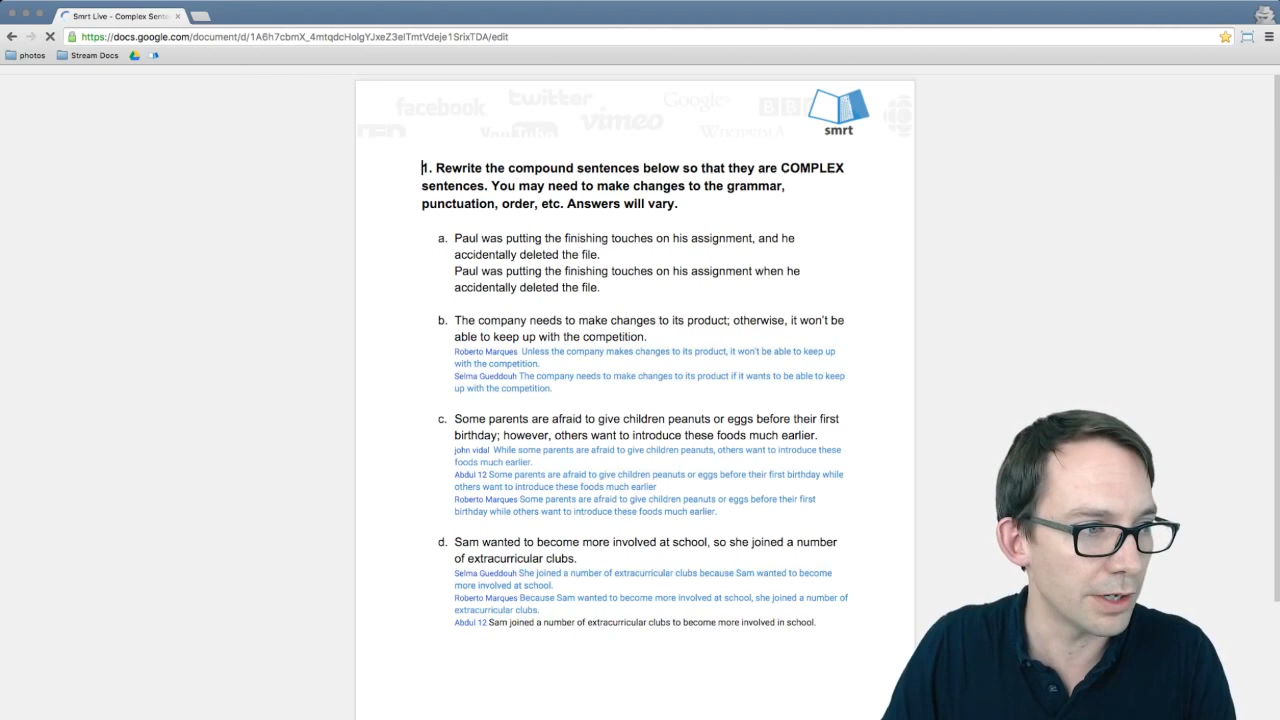 Smrt Live - Complex Sente
https://docs.google.com/document/d/1A6h7cbmX_4mtqdcHolgYJxeZ3eITmtVdeje1SrixTDA/edit
photos Stream Docs
facebook twitter Google+ BBC
YouTube vimeo WIKIPEDIA
smrt
1. Rewrite the compound sentences below so that they are COMPLEX
sentences. You may need to make changes to the grammar,
punctuation, order, etc. Answers will vary.
a. Paul was putting the finishing touches on his assignment, and he
accidentally deleted the file.
Paul was putting the finishing touches on his assignment when he
accidentally deleted the file.
b. The company needs to make changes to its product; otherwise, it won't be
able to keep up with the competition.
Roberto Marques Unless the company makes changes to its product, it won't be able to keep up
with the competition.
Selma Gueddouh The company needs to make changes to its product if it wants to be able to keep
up with the competition.
c. Some parents are afraid to give children peanuts or eggs before their first
birthday; however, others want to introduce these foods much earlier.
john vidal While some parents are afraid to give children peanuts, others want to introduce these
foods much earlier.
Abdul 12 Some parents are afraid to give children peanuts or eggs before their first birthday while
others want to introduce these foods much earlier
Roberto Marques Some parents are afraid to give children peanuts or eggs before their first
birthday while others want to introduce these foods much earlier.
d. Sam wanted to become more involved at school, so she joined a number
of extracurricular clubs.
Selma Gueddouh She joined a number of extracurricular clubs because Sam wanted to become
more involved at school.
Roberto Marques Because Sam wanted to become more involved at school, she joined a number of
extracurricular clubs.
Abdul 12 Sam joined a number of extracurricular clubs to become more involved in school.